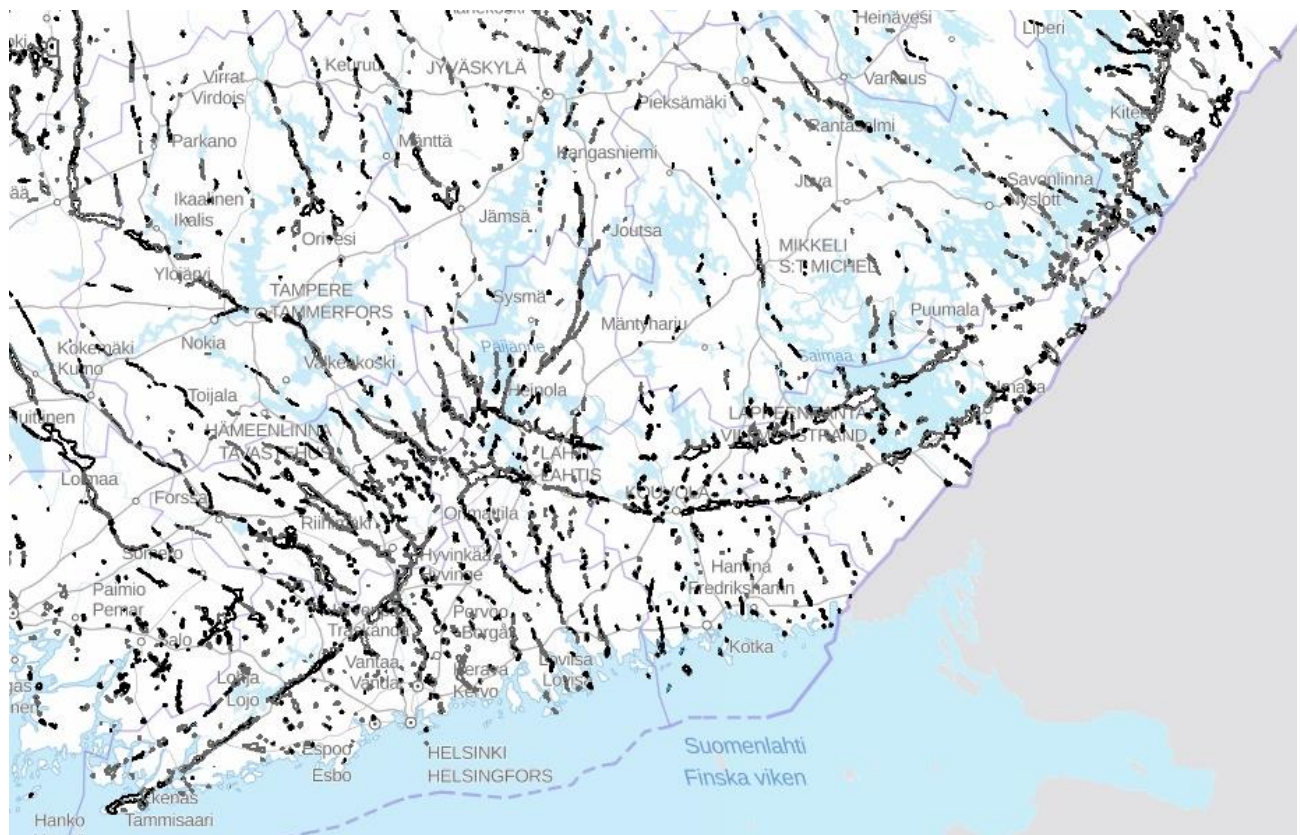 Heinävesi
Liperi
Virrat
Virdois
Keuruu
JYVÄSKYLÄ
Varkaus
Pieksämäki
Rantasalmi
Kitee
Parkano
Mänttä
Kangasniemi
Juva
Savonlinna
Nyslott
Ikaalinen
Ikalis
Orivesi
Jämsä
Joutsa
MIKKELI
S:T MICHEL
Ylöjärvi
TAMPERE
TAMMERFORS
Sysmä
Mäntyharju
Puumala
Nokia
Kokemäki
Kumo
Valkeakoski
Päijänne
Saimaa
Toijala
Heinola
Imatra
HÄMEENLINNA
TAVASTEHUS
LAPPEENRANTA
VILLMANSTRAND
LAHTI
LAHTIS
Loimaa
Forssa
KOUVOLA
Riihimäki
Orimattila
Somero
Hyvinkää
Hyvinge
Hamina
Fredrikshamn
Paimio
Pemar
Porvoo
Borgå
Träskända
Salo
Kotka
Vantaa
Vanda
Loviisa
Lovisa
Kerava
Kervo
Lohja
Lojo
Espoo
Esbo
HELSINKI
HELSINGFORS
Suomenlahti
Finska viken
Hanko
Tammisaari